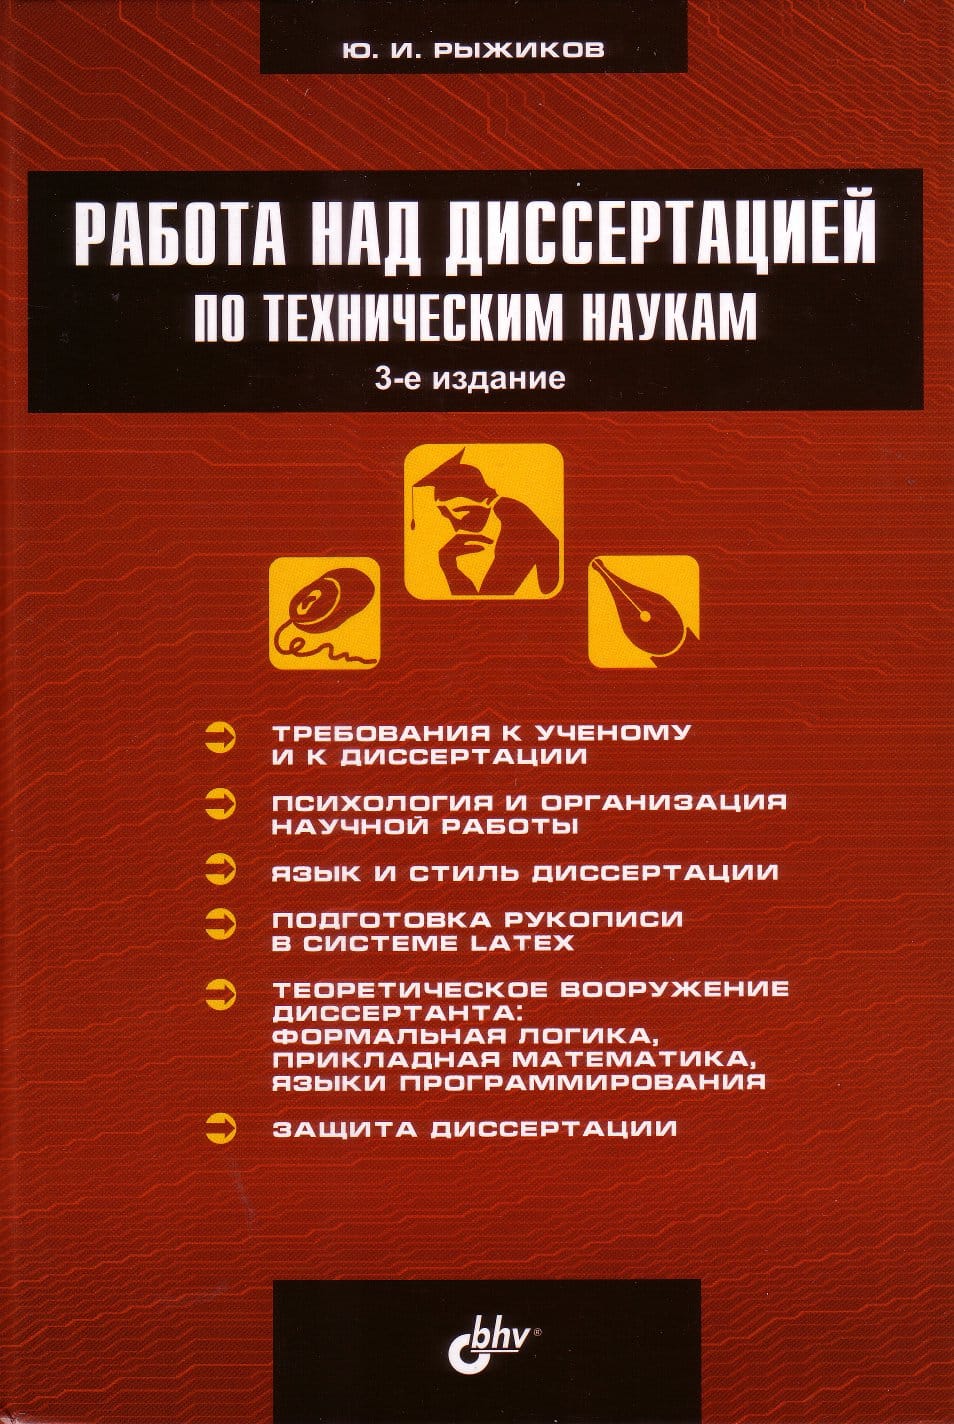 Ю. И. РЫЖИКОВ
РАБОТА НАД ДИССЕРТАЦИЕЙ
ПО ТЕХНИЧЕСКИМ НАУКАМ
3-е издание
ТРЕБОВАНИЯ К УЧЕНОМУ
И К ДИССЕРТАЦИИ
ПСИХОЛОГИЯ И ОРГАНИЗАЦИЯ
НАУЧНОЙ РАБОТЫ
ЯЗЫК И СТИЛЬ ДИССЕРТАЦИИ
ПОДГОТОВКА РУКОПИСИ
В СИСТЕМЕ LATEX
ТЕОРЕТИЧЕСКОЕ ВООРУЖЕНИЕ
ДИССЕРТАНТА:
ФОРМАЛЬНАЯ ЛОГИКА,
ПРИКЛАДНАЯ МАТЕМАТИКА,
ЯЗЫКИ ПРОГРАММИРОВАНИЯ
ЗАЩИТА ДИССЕРТАЦИИ
bhv®